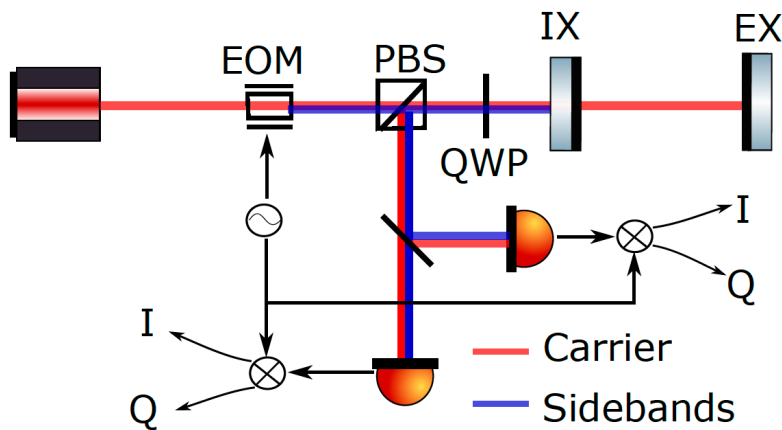 IX
EX
EOM
PBS
QWP
I
Q
I
Q
Carrier
Sidebands